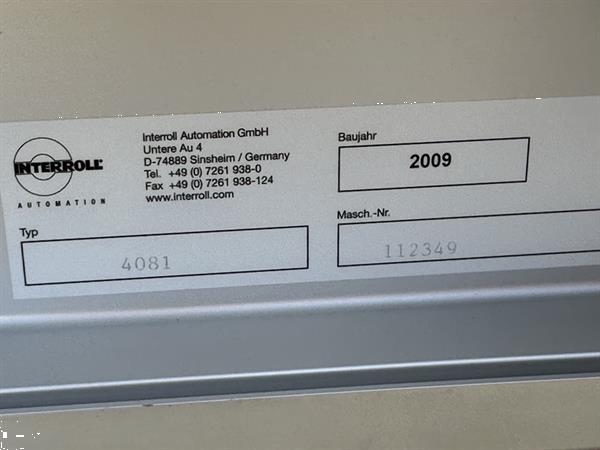 INTERROLL
AUTOMATION
Interroll Automation GmbH
Untere Au 4
D-74889 Sinsheim / Germany
Tel. +49 (0) 7261 938-0
Fax +49 (0) 7261 938-124
www.interroll.com
Baujahr
2009
Typ
4081
Masch.-Nr.
112349